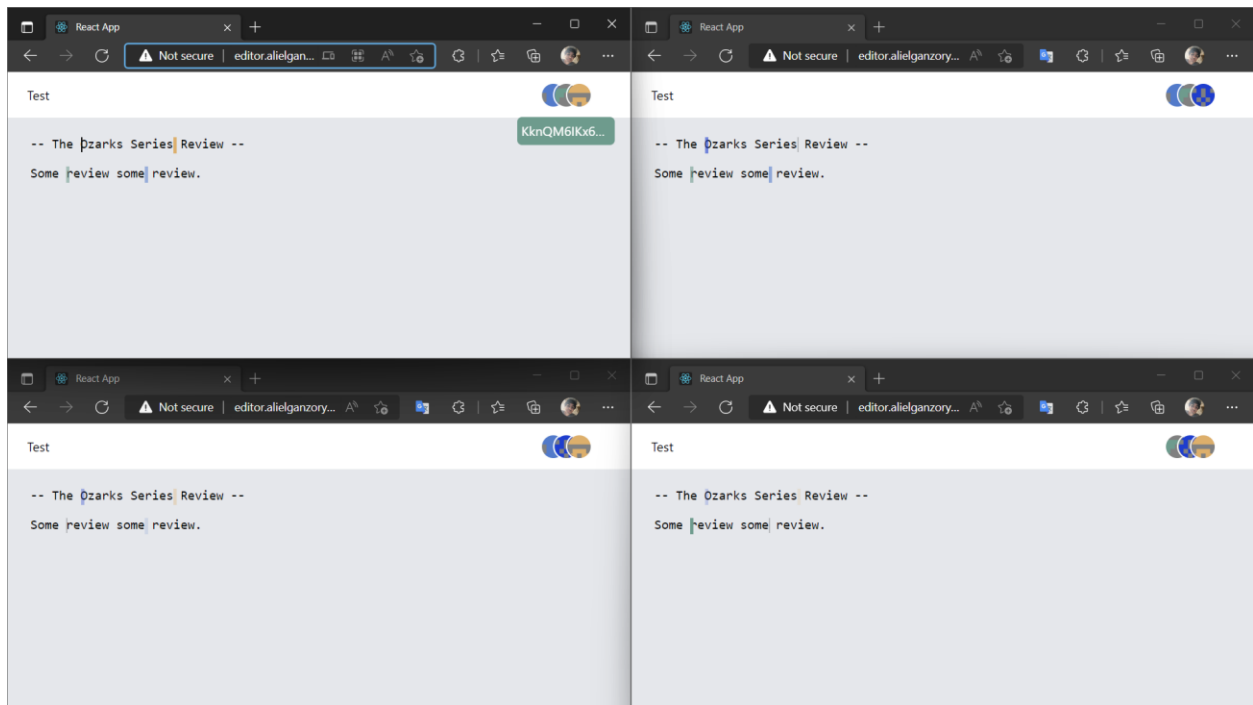 React App
Not secure | editor.alielgan...
Test
KknQM6IKx6...
-- The Ozarks Series Review --
Some review some review.
React App
Not secure | editor.alielganzory...
Test
-- The Ozarks Series Review --
Some review some review.
React App
Not secure | editor.alielganzory...
Test
-- The Ozarks Series Review --
Some review some review.
React App
Not secure | editor.alielganzory...
Test
-- The Ozarks Series Review --
Some review some review.